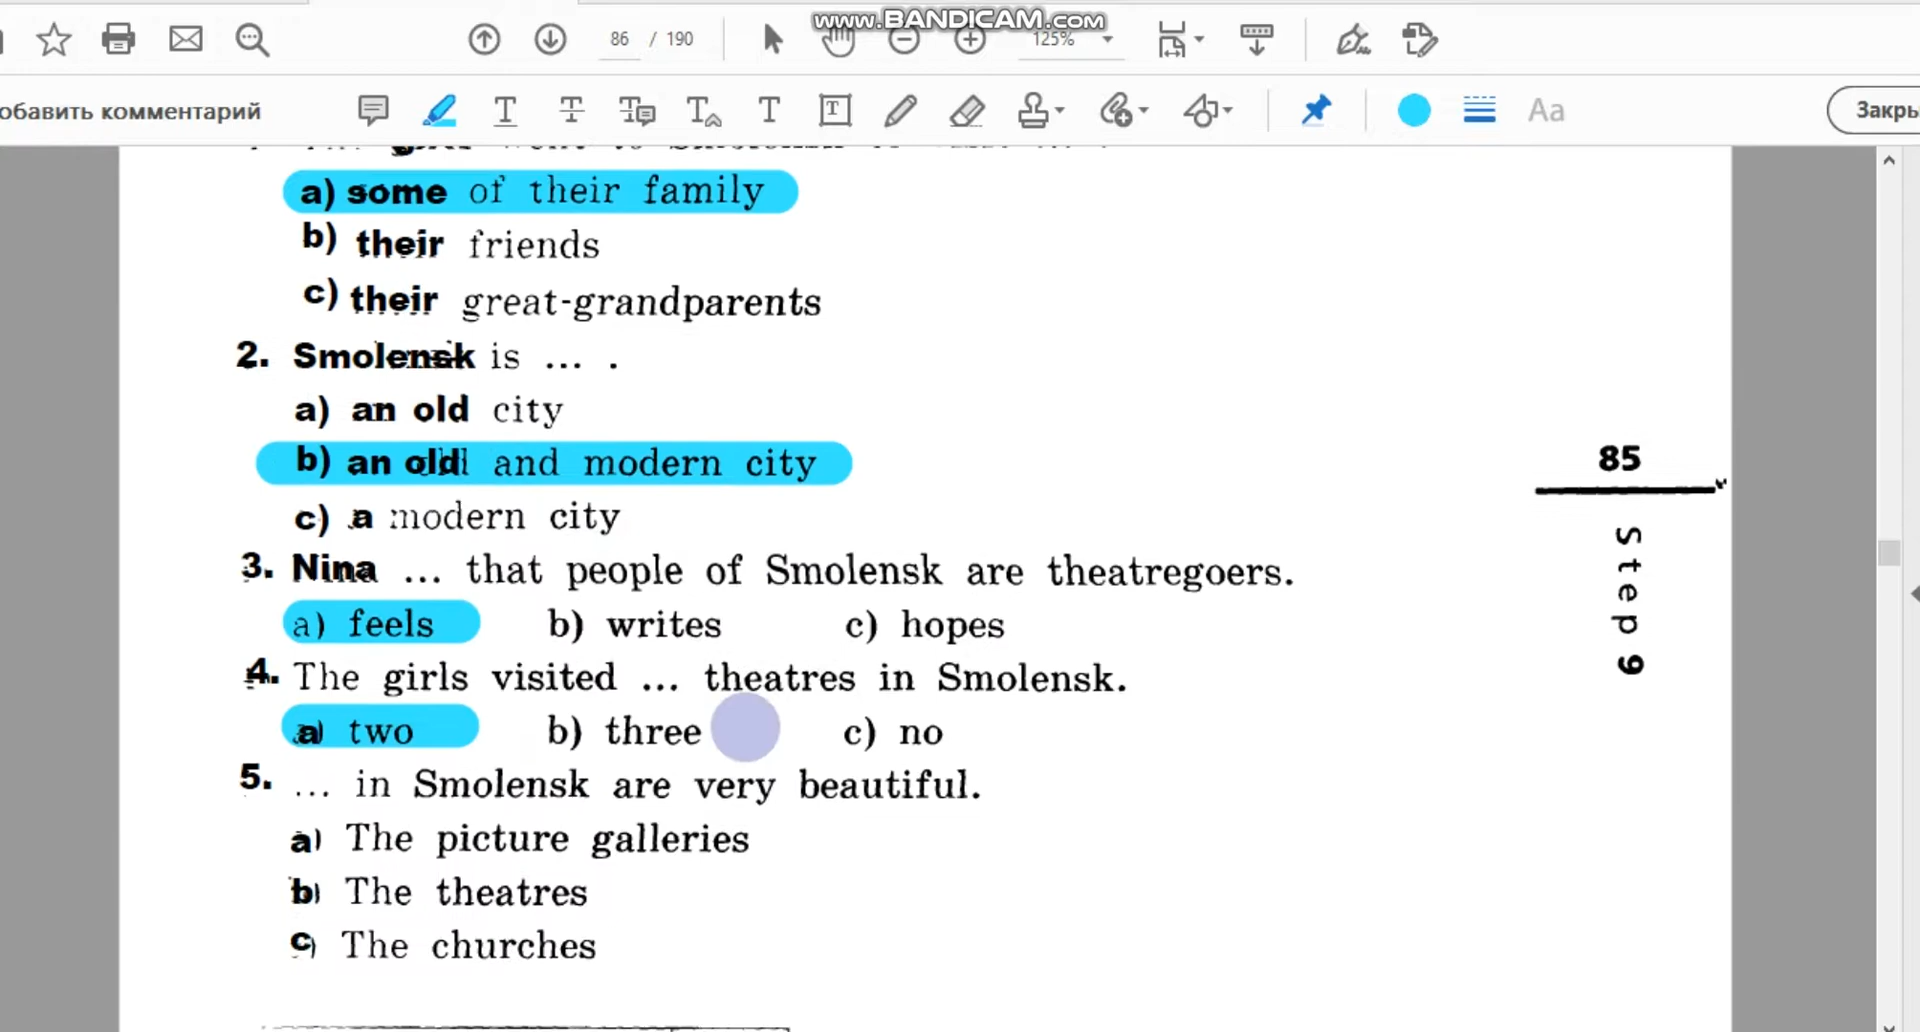 www.BANDICAM.com
86 / 190
125%
обавить комментарий
Aa
Закры
a) some of their family
b) their friends
c) their great-grandparents
2. Smolensk is ... .
a) an old city
b) an old and modern city
c) a modern city
85
Step 9
3. Nina ... that people of Smolensk are theatregoers.
a) feels b) writes c) hopes
4. The girls visited ... theatres in Smolensk.
a) two b) three c) no
5. ... in Smolensk are very beautiful.
a) The picture galleries
b) The theatres
c) The churches